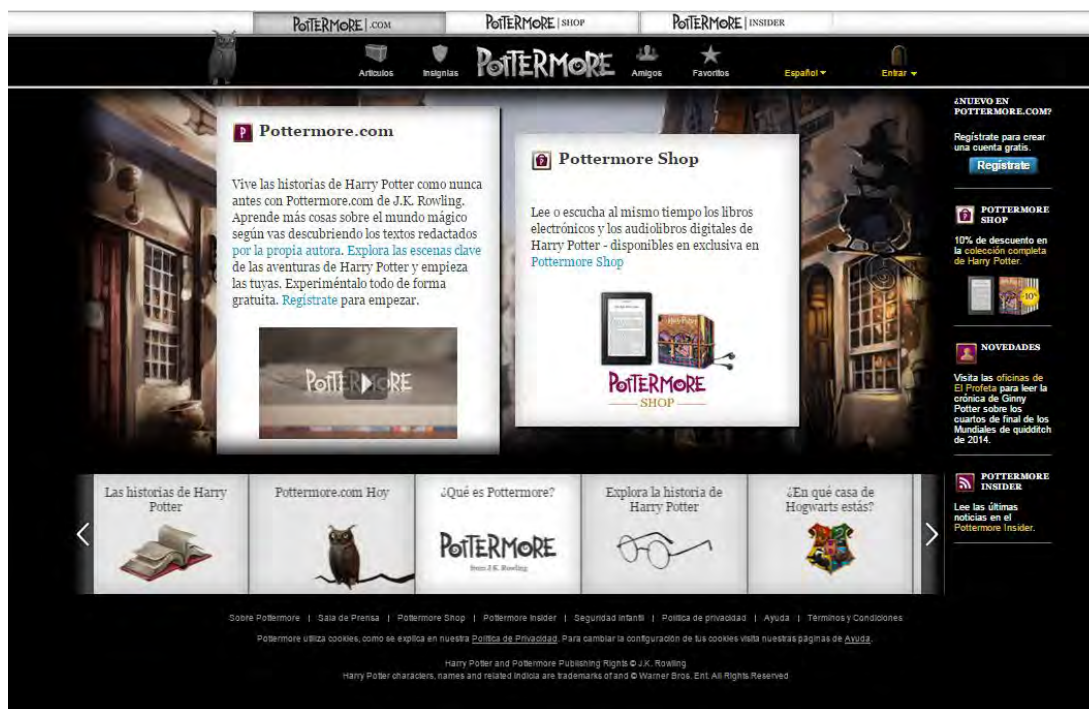 POTTERMORE | .COM
POTTERMORE | SHOP
POTTERMORE | INSIDER
Artículos
Insignias
POTTERMORE
Amigos
Favoritos
Español
Entrar
Pottermore.com
Vive las historias de Harry Potter como nunca
antes con Pottermore.com de J.K. Rowling.
Aprende más cosas sobre el mundo mágico
según vas descubriendo los textos redactados
por la propia autora. Explora las escenas clave
de las aventuras de Harry Potter y empieza
las tuyas. Experiméntalo todo de forma
gratuita. Regístrate para empezar.
POTTERMORE
Pottermore Shop
Lee o escucha al mismo tiempo los libros
electrónicos y los audiolibros digitales de
Harry Potter - disponibles en exclusiva en
Pottermore Shop
POTTERMORE
SHOP
¿NUEVO EN
POTTERMORE.COM?
Regístrate para crear
una cuenta gratis.
Regístrate
POTTERMORE
SHOP
10% de descuento en
la colección completa
de Harry Potter.
-10%
NOVEDADES
Visita las oficinas de
El Profeta para leer la
crónica de Ginny
Potter sobre los
cuartos de final de los
Mundiales de quidditch
de 2014.
POTTERMORE
INSIDER
Lee las últimas
noticias en el
Pottermore Insider.
Las historias de Harry
Potter
Pottermore.com Hoy
¿Qué es Pottermore?
POTTERMORE
from J.K. Rowling
Explora la historia de
Harry Potter
¿En qué casa de
Hogwarts estás?
Sobre Pottermore | Sala de Prensa | Pottermore Shop | Pottermore Insider | Seguridad infantil | Política de privacidad | Ayuda | Términos y Condiciones
Pottermore utiliza cookies, como se explica en nuestra Política de Privacidad. Para cambiar la configuración de tus cookies visita nuestras páginas de Ayuda.
Harry Potter and Pottermore Publishing Rights © J.K. Rowling
Harry Potter characters, names and related indicia are trademarks of and © Warner Bros. Ent. All Rights Reserved